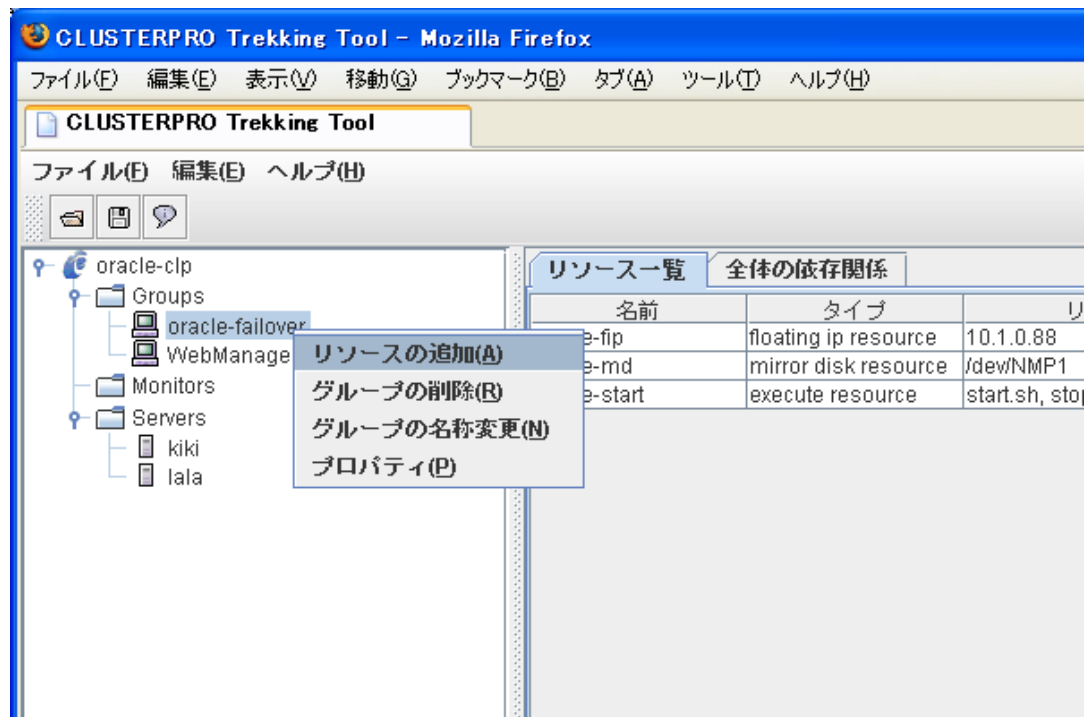 CLUSTERPRO Trekking Tool - Mozilla Firefox
ファイル(F) 編集(E) 表示(V) 移動(G) ブックマーク(B) タブ(A) ツール(T) ヘルプ(H)
CLUSTERPRO Trekking Tool
ファイル(F) 編集(E) ヘルプ(H)
oracle-clp
Groups
oracle-failover
WebManage
Monitors
Servers
kiki
lala
リソースの追加(A)
グループの削除(R)
グループの名称変更(N)
プロパティ(P)
リソース一覧 全体の依存関係
名前 タイプ リ
e-fip floating ip resource 10.1.0.88
e-md mirror disk resource /dev/NMP1
e-start execute resource start.sh, stop